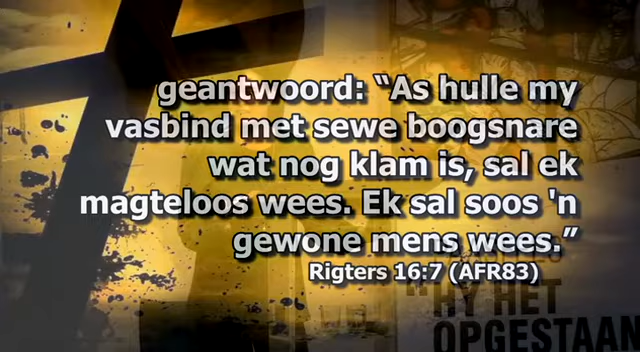 geantwoord: “As hulle my
vasbind met sewe boogsnare
wat nog klam is, sal ek
magteloos wees. Ek sal soos 'n
gewone mens wees.”
Rigters 16:7 (AFR83)
“HY HET
OPGESTAAN